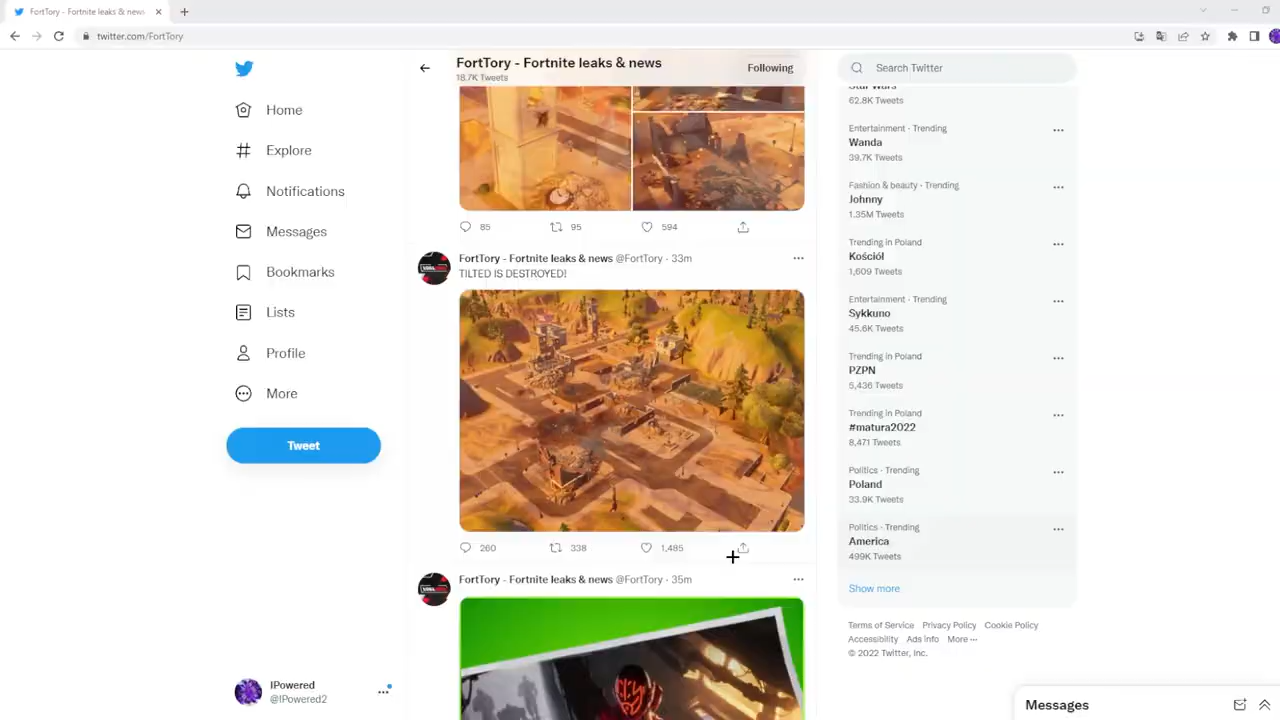 FortTory - Fortnite leaks & news
twitter.com/FortTory
Home
Explore
Notifications
Messages
Bookmarks
Lists
Profile
More
Tweet
IPowered
@IPowered2
FortTory - Fortnite leaks & news
18.7K Tweets
Following
85 95 594
FortTory - Fortnite leaks & news @FortTory · 33m
TILTED IS DESTROYED!
260 338 1,485
FortTory - Fortnite leaks & news @FortTory · 35m
Search Twitter
Star Wars
62.8K Tweets
Entertainment · Trending
Wanda
39.7K Tweets
Fashion & beauty · Trending
Johnny
1.35M Tweets
Trending in Poland
Kościół
1,609 Tweets
Entertainment · Trending
Sykkuno
45.6K Tweets
Trending in Poland
PZPN
5,436 Tweets
Trending in Poland
#matura2022
8,471 Tweets
Politics · Trending
Poland
33.9K Tweets
Politics · Trending
America
499K Tweets
Show more
Terms of Service Privacy Policy Cookie Policy
Accessibility Ads info More ···
© 2022 Twitter, Inc.
Messages